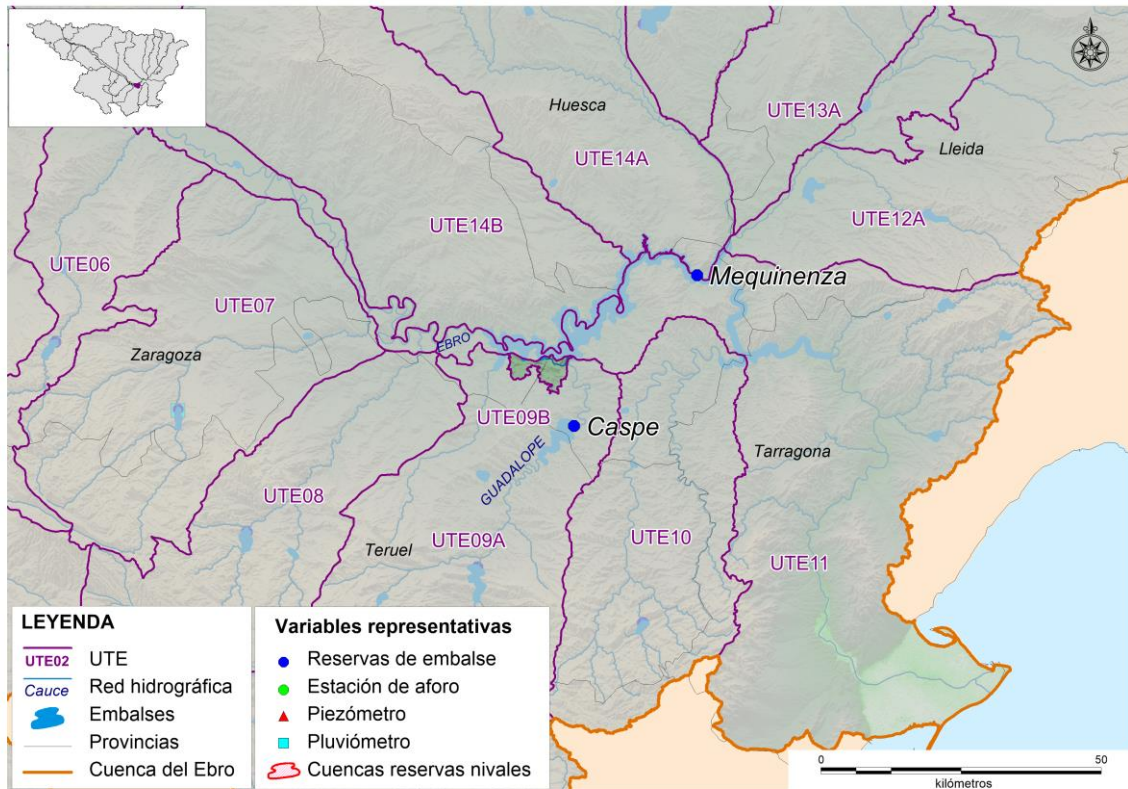 Huesca
UTE13A
Lleida
UTE14A
UTE14B
UTE12A
UTE06
Mequinenza
UTE07
Zaragoza
EBRO
UTE09B
Caspe
GUADALOPE
Tarragona
UTE08
Teruel
UTE09A
UTE10
UTE11
LEYENDA
UTE02 UTE
Cauce Red hidrográfica
Embalses
Provincias
Cuenca del Ebro
Variables representativas
Reservas de embalse
Estación de aforo
Piezómetro
Pluviómetro
Cuencas reservas nivales
0 50
kilómetros